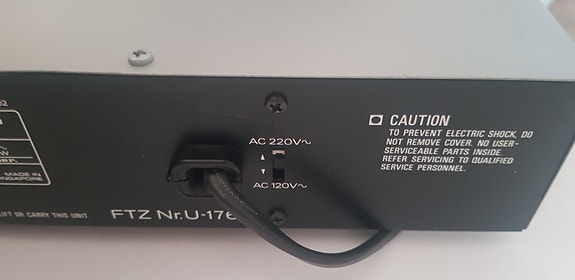 AC 220V~
▲
▼
AC 120V~
CAUTION
TO PREVENT ELECTRIC SHOCK, DO
NOT REMOVE COVER. NO USER-
SERVICEABLE PARTS INSIDE.
REFER SERVICING TO QUALIFIED
SERVICE PERSONNEL.
MADE IN
SINGAPORE
OR CARRY THIS UNIT.
FTZ Nr.U-176